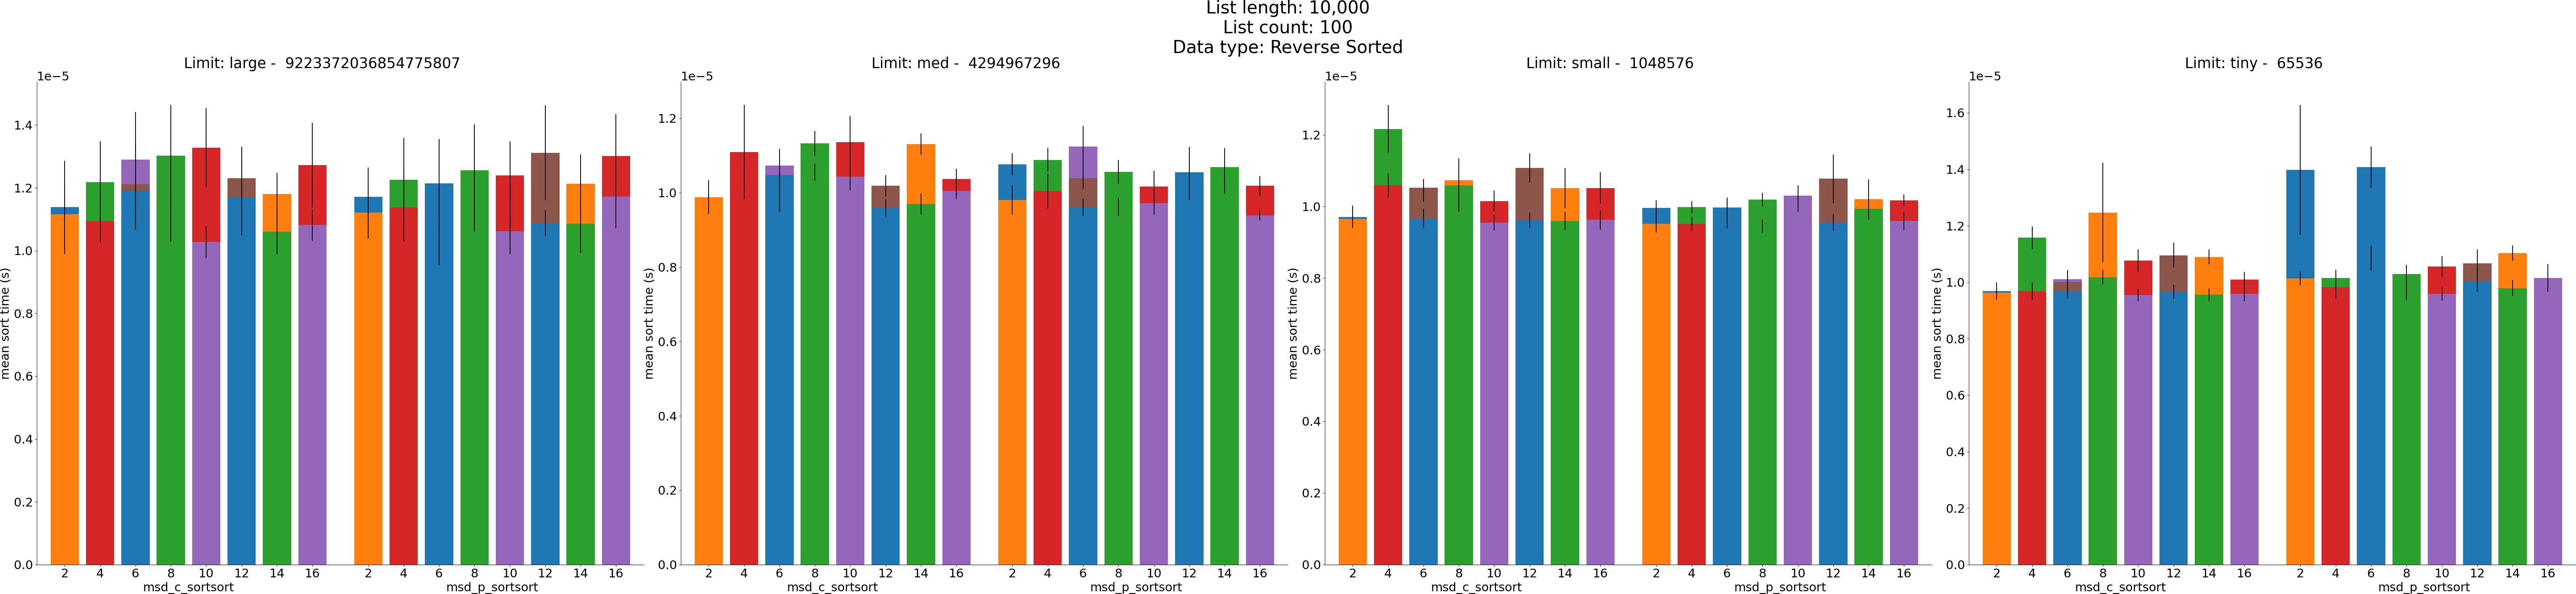 List length: 10,000
List count: 100
Data type: Reverse Sorted
Limit: large - 9223372036854775807
1e−5
mean sort time (s)
1.4
1.2
1.0
0.8
0.6
0.4
0.2
0.0
2 4 6 8 10 12 14 16 2 4 6 8 10 12 14 16
msd_c_sortsort msd_p_sortsort
Limit: med - 4294967296
1e−5
mean sort time (s)
1.2
1.0
0.8
0.6
0.4
0.2
0.0
2 4 6 8 10 12 14 16 2 4 6 8 10 12 14 16
msd_c_sortsort msd_p_sortsort
Limit: small - 1048576
1e−5
mean sort time (s)
1.2
1.0
0.8
0.6
0.4
0.2
0.0
2 4 6 8 10 12 14 16 2 4 6 8 10 12 14 16
msd_c_sortsort msd_p_sortsort
Limit: tiny - 65536
1e−5
mean sort time (s)
1.6
1.4
1.2
1.0
0.8
0.6
0.4
0.2
0.0
2 4 6 8 10 12 14 16 2 4 6 8 10 12 14 16
msd_c_sortsort msd_p_sortsort